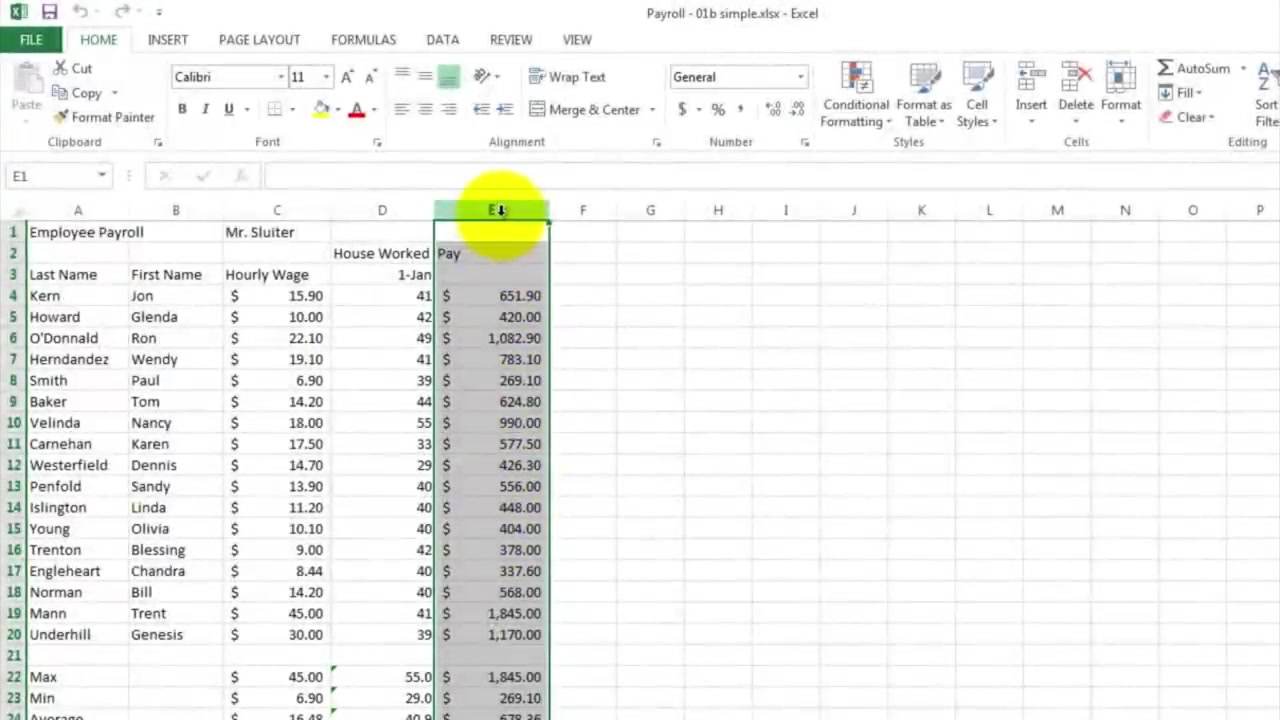 Payroll - 01b simple.xlsx - Excel
FILE HOME INSERT PAGE LAYOUT FORMULAS DATA REVIEW VIEW
Paste
Cut
Copy
Format Painter
Clipboard
Calibri 11
B I U
Font
Wrap Text
Merge & Center
Alignment
General
$ % ,
Number
Conditional Formatting
Format as Table
Cell Styles
Styles
Insert Delete Format
Cells
AutoSum
Fill
Clear
Editing
E1
A B C D E F G H I J K L M N O P
1 Employee Payroll Mr. Sluiter
2 House Worked Pay
3 Last Name First Name Hourly Wage 1-Jan
4 Kern Jon $ 15.90 41 $ 651.90
5 Howard Glenda $ 10.00 42 $ 420.00
6 O'Donnald Ron $ 22.10 49 $ 1,082.90
7 Herndandez Wendy $ 19.10 41 $ 783.10
8 Smith Paul $ 6.90 39 $ 269.10
9 Baker Tom $ 14.20 44 $ 624.80
10 Velinda Nancy $ 18.00 55 $ 990.00
11 Carnehan Karen $ 17.50 33 $ 577.50
12 Westerfield Dennis $ 14.70 29 $ 426.30
13 Penfold Sandy $ 13.90 40 $ 556.00
14 Islington Linda $ 11.20 40 $ 448.00
15 Young Olivia $ 10.10 40 $ 404.00
16 Trenton Blessing $ 9.00 42 $ 378.00
17 Engleheart Chandra $ 8.44 40 $ 337.60
18 Norman Bill $ 14.20 40 $ 568.00
19 Mann Trent $ 45.00 41 $ 1,845.00
20 Underhill Genesis $ 30.00 39 $ 1,170.00
21
22 Max $ 45.00 55.0 $ 1,845.00
23 Min $ 6.90 29.0 $ 269.10
24 Average $ 16.48 40.9 $ 678.36